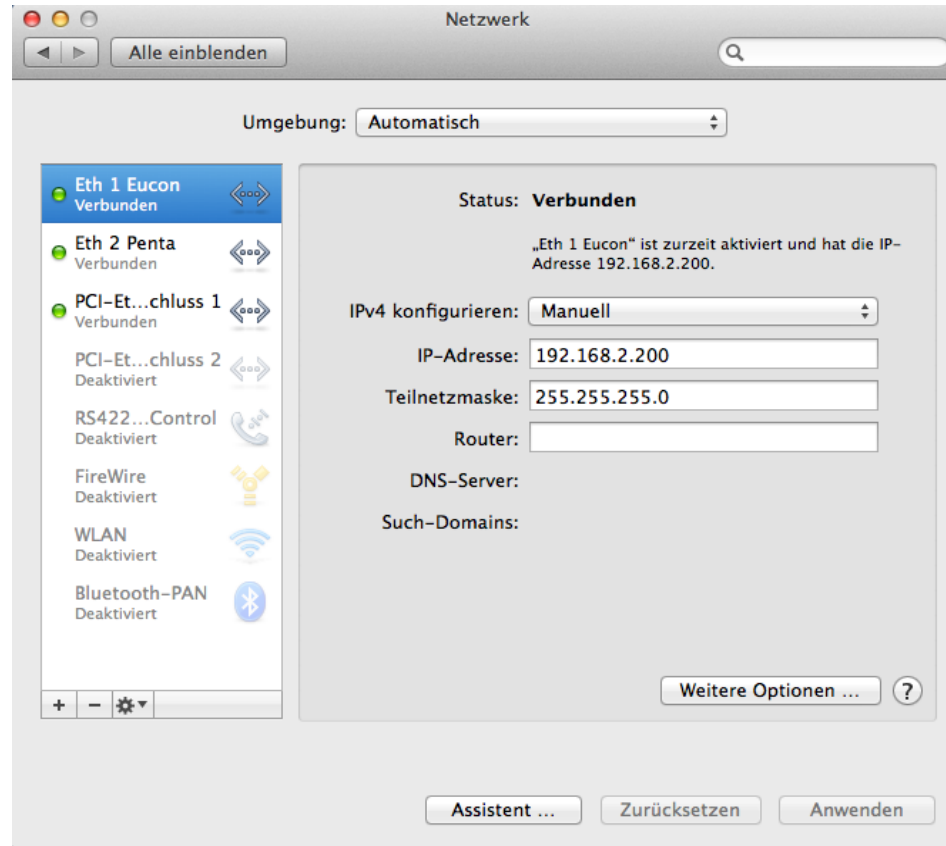 Netzwerk
Alle einblenden
Umgebung: Automatisch
Eth 1 Eucon
Verbunden
Eth 2 Penta
Verbunden
PCI-Et...chluss 1
Verbunden
PCI-Et...chluss 2
Deaktiviert
RS422...Control
Deaktiviert
FireWire
Deaktiviert
WLAN
Deaktiviert
Bluetooth-PAN
Deaktiviert
Status: Verbunden
„Eth 1 Eucon“ ist zurzeit aktiviert und hat die IP-
Adresse 192.168.2.200.
IPv4 konfigurieren: Manuell
IP-Adresse: 192.168.2.200
Teilnetzmaske: 255.255.255.0
Router:
DNS-Server:
Such-Domains:
Weitere Optionen ... ?
+ −
Assistent ... Zurücksetzen Anwenden